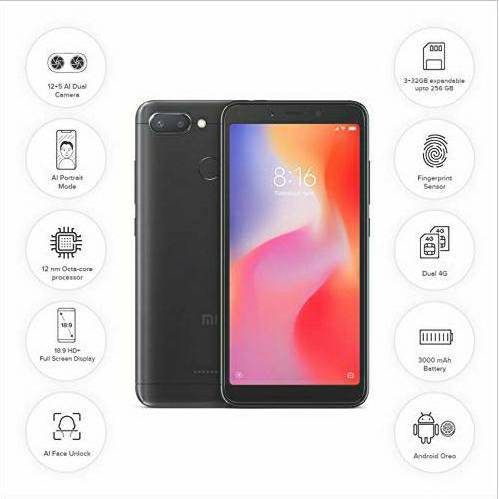 12+5 AI Dual
Camera
AI Portrait
Mode
12 nm Octa-core
processor
18:9
18:9 HD+
Full Screen Display
AI Face Unlock
8:16
MI
3+32GB expandable
upto 256 GB
Fingerprint
Sensor
4G
4G
Dual 4G
3000 mAh
Battery
Android Oreo